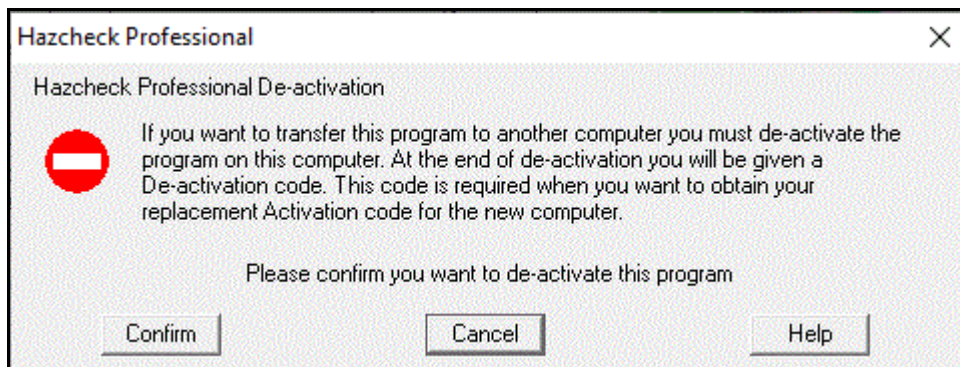 Hazcheck Professional
Hazcheck Professional De-activation
If you want to transfer this program to another computer you must de-activate the
program on this computer. At the end of de-activation you will be given a
De-activation code. This code is required when you want to obtain your
replacement Activation code for the new computer.
Please confirm you want to de-activate this program
Confirm
Cancel
Help